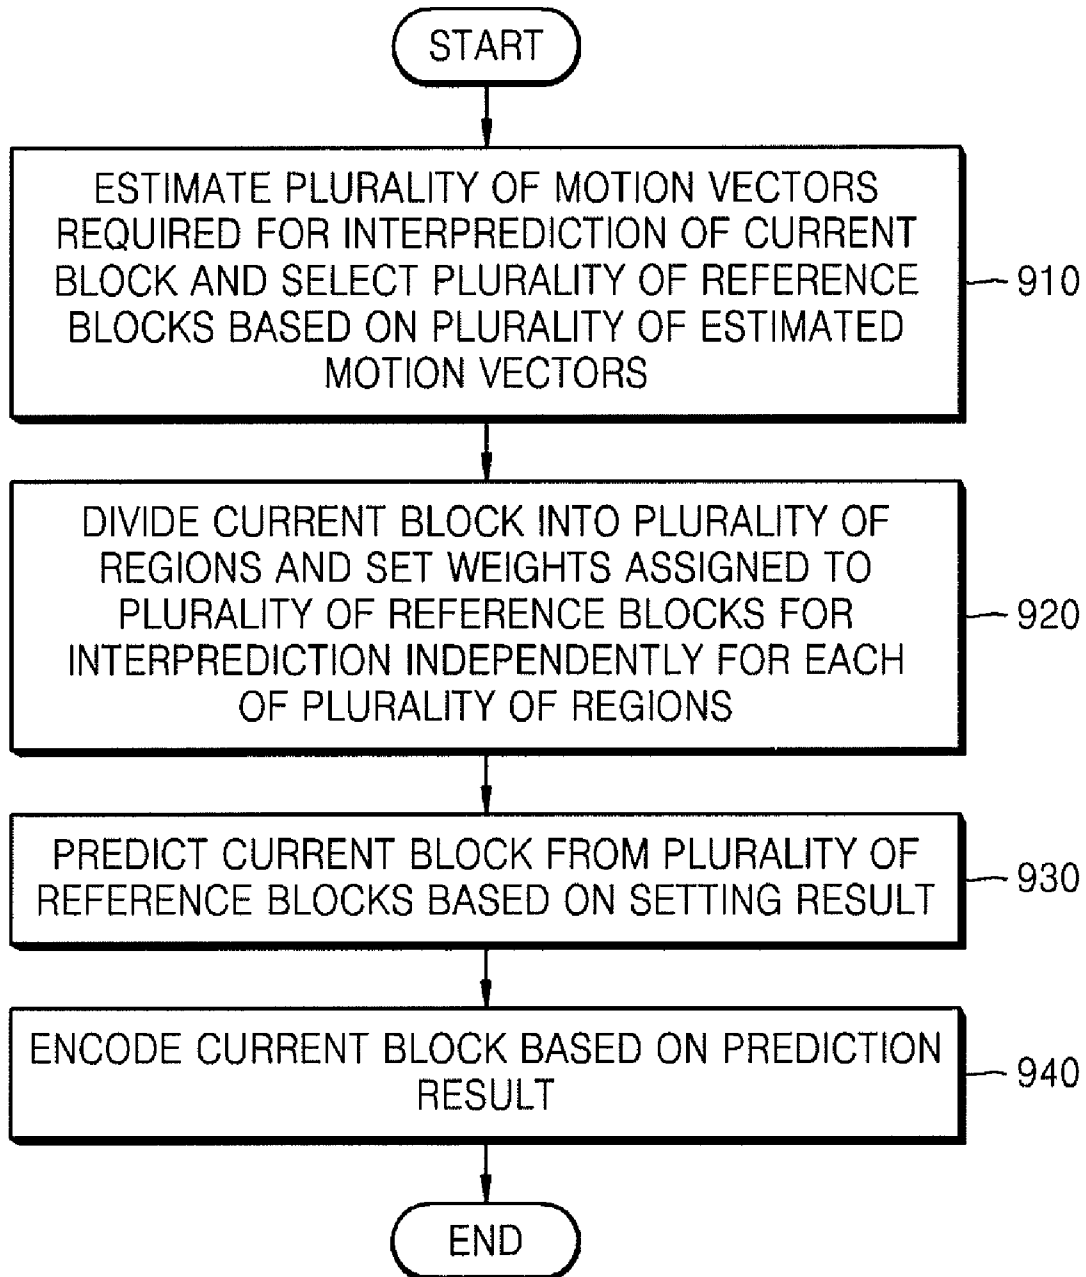 START
ESTIMATE PLURALITY OF MOTION VECTORS
REQUIRED FOR INTERPREDICTION OF CURRENT
BLOCK AND SELECT PLURALITY OF REFERENCE
BLOCKS BASED ON PLURALITY OF ESTIMATED
MOTION VECTORS
910
DIVIDE CURRENT BLOCK INTO PLURALITY OF
REGIONS AND SET WEIGHTS ASSIGNED TO
PLURALITY OF REFERENCE BLOCKS FOR
INTERPREDICTION INDEPENDENTLY FOR EACH
OF PLURALITY OF REGIONS
920
PREDICT CURRENT BLOCK FROM PLURALITY OF
REFERENCE BLOCKS BASED ON SETTING RESULT
930
ENCODE CURRENT BLOCK BASED ON PREDICTION
RESULT
940
END